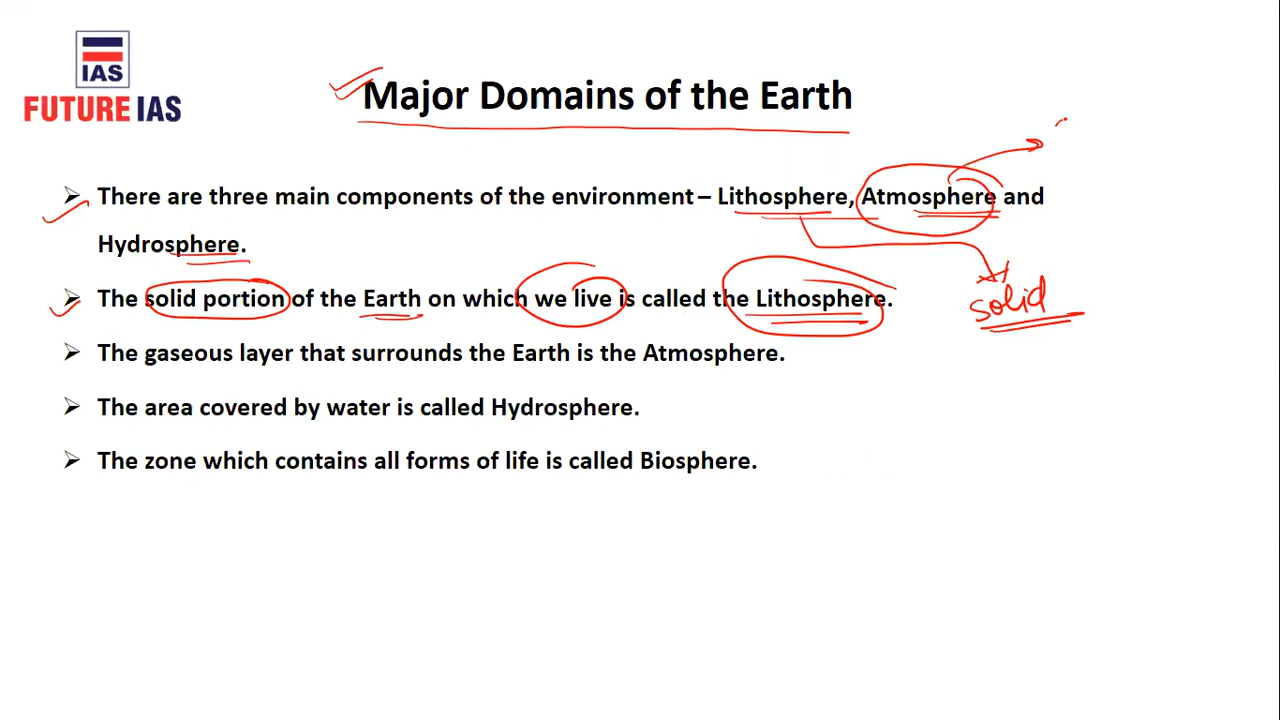 IAS
FUTURE IAS
Major Domains of the Earth
➢ There are three main components of the environment – Lithosphere, Atmosphere and
Hydrosphere.
➢ The solid portion of the Earth on which we live is called the Lithosphere.
solid
➢ The gaseous layer that surrounds the Earth is the Atmosphere.
➢ The area covered by water is called Hydrosphere.
➢ The zone which contains all forms of life is called Biosphere.